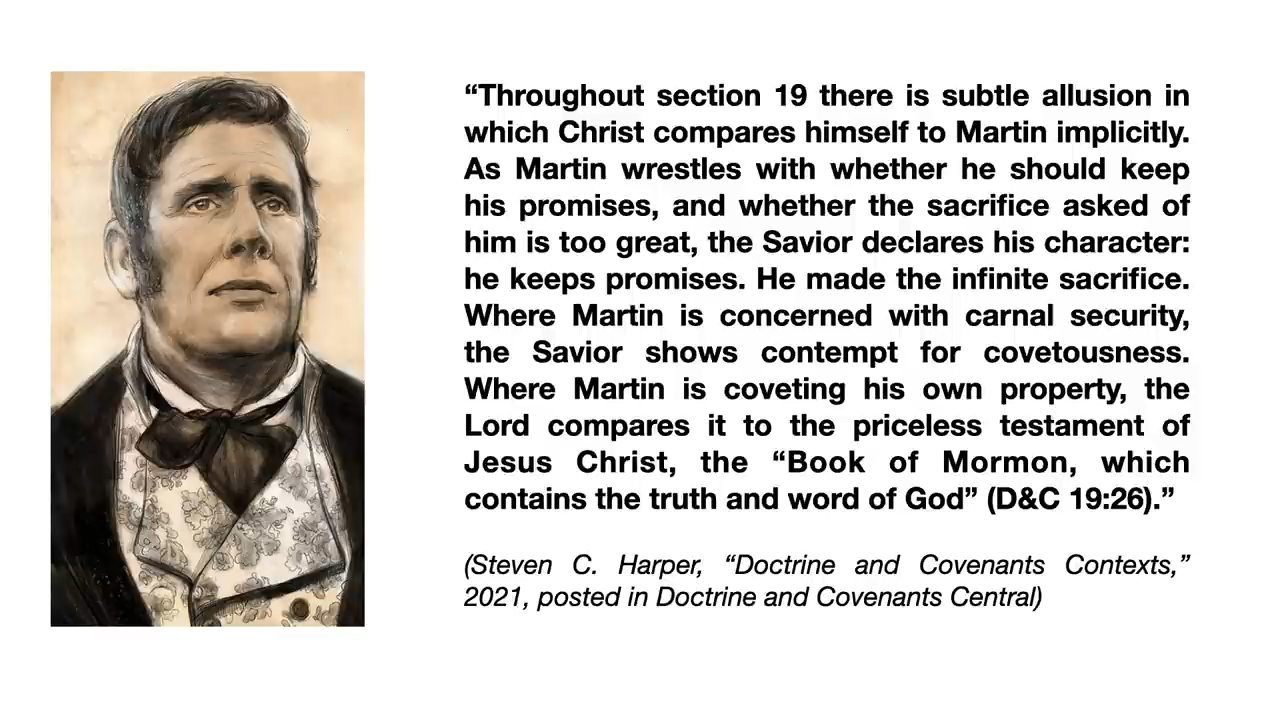 “Throughout section 19 there is subtle allusion in
which Christ compares himself to Martin implicitly.
As Martin wrestles with whether he should keep
his promises, and whether the sacrifice asked of
him is too great, the Savior declares his character:
he keeps promises. He made the infinite sacrifice.
Where Martin is concerned with carnal security,
the Savior shows contempt for covetousness.
Where Martin is coveting his own property, the
Lord compares it to the priceless testament of
Jesus Christ, the “Book of Mormon, which
contains the truth and word of God” (D&C 19:26).”
(Steven C. Harper, “Doctrine and Covenants Contexts,”
2021, posted in Doctrine and Covenants Central)